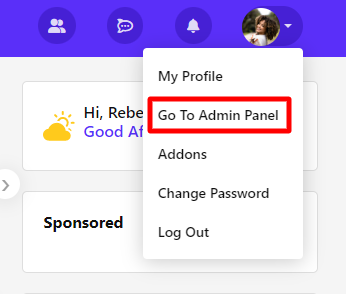 My Profile
Go To Admin Panel
Addons
Change Password
Log Out
Hi, Rebe
Good Af
Sponsored